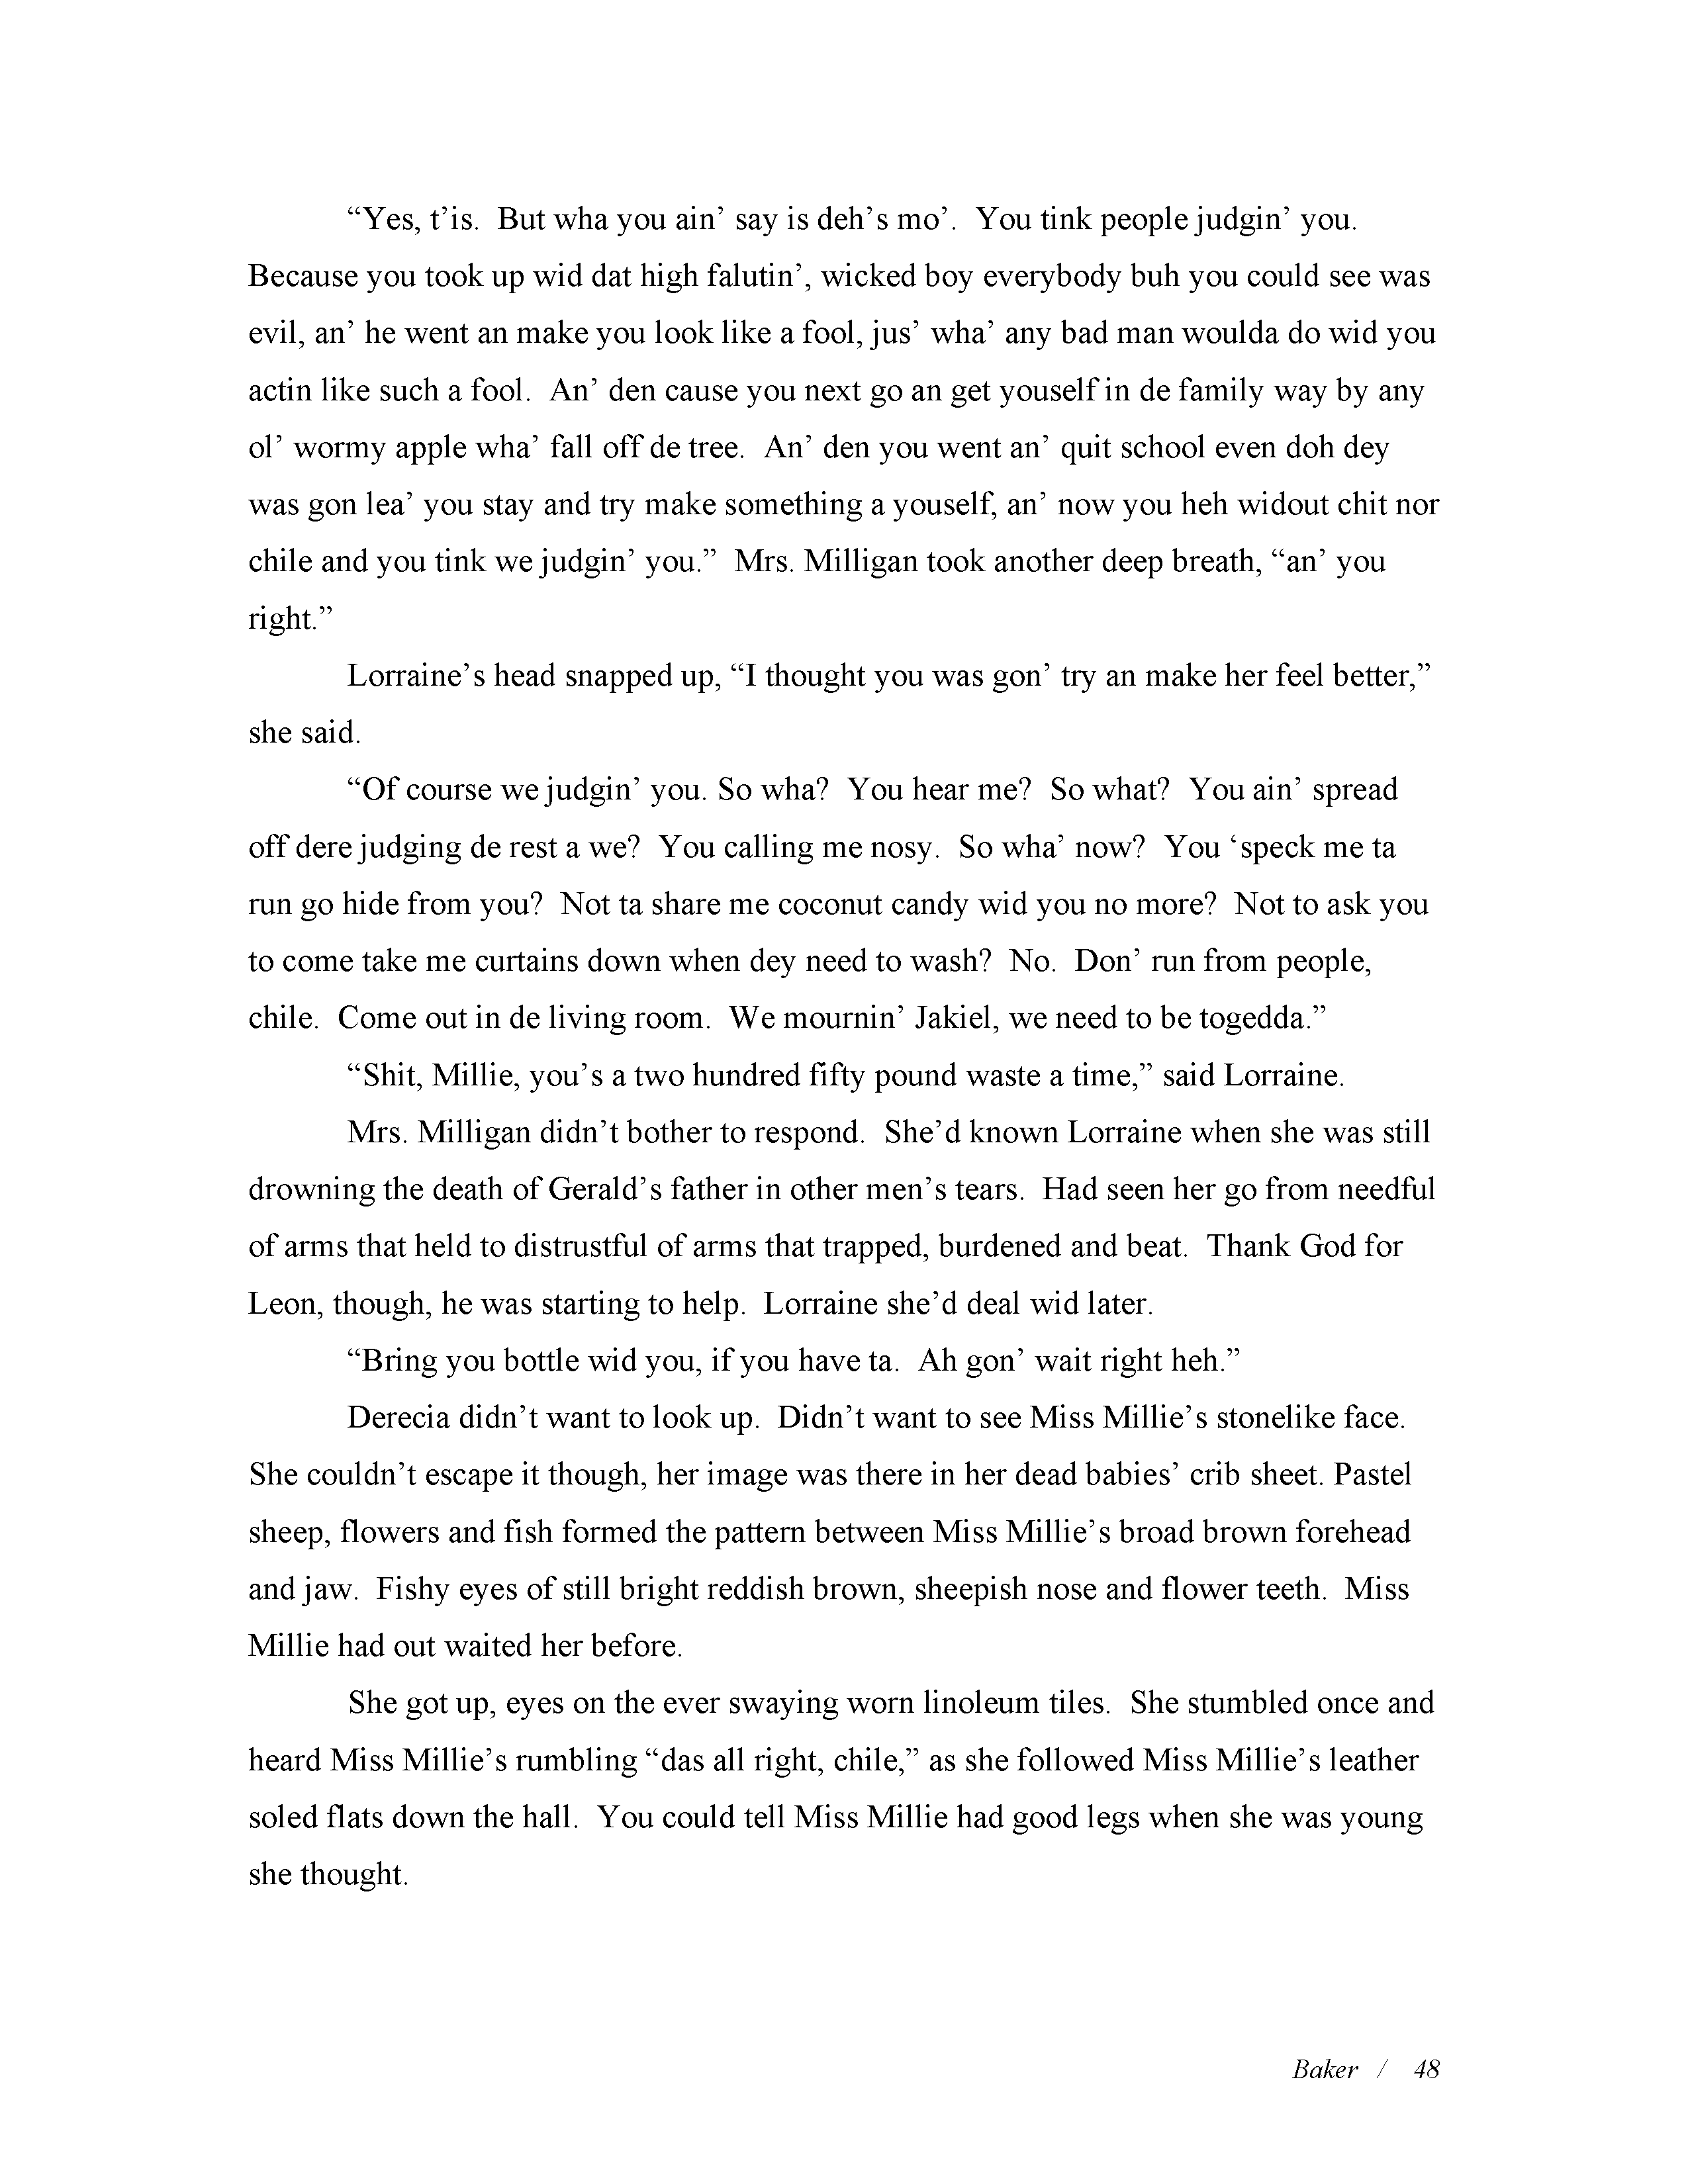 “Yes, t’is.  But wha you ain’ say is deh’s mo’.  You tink people judgin’ you.
Because you took up wid dat high falutin’, wicked boy everybody buh you could see was
evil, an’ he went an make you look like a fool, jus’ wha’ any bad man woulda do wid you
actin like such a fool.  An’ den cause you next go an get youself in de family way by any
ol’ wormy apple wha’ fall off de tree.  An’ den you went an’ quit school even doh dey
was gon lea’ you stay and try make something a youself, an’ now you heh widout chit nor
chile and you tink we judgin’ you.”  Mrs. Milligan took another deep breath, “an’ you
right.”
Lorraine’s head snapped up, “I thought you was gon’ try an make her feel better,”
she said.
“Of course we judgin’ you. So wha?  You hear me?  So what?  You ain’ spread
off dere judging de rest a we?  You calling me nosy.  So wha’ now?  You ‘speck me ta
run go hide from you?  Not ta share me coconut candy wid you no more?  Not to ask you
to come take me curtains down when dey need to wash?  No.  Don’ run from people,
chile.  Come out in de living room.  We mournin’ Jakiel, we need to be togedda.”
“Shit, Millie, you’s a two hundred fifty pound waste a time,” said Lorraine.
Mrs. Milligan didn’t bother to respond.  She’d known Lorraine when she was still
drowning the death of Gerald’s father in other men’s tears.  Had seen her go from needful
of arms that held to distrustful of arms that trapped, burdened and beat.  Thank God for
Leon, though, he was starting to help.  Lorraine she’d deal wid later.
“Bring you bottle wid you, if you have ta.  Ah gon’ wait right heh.”
Derecia didn’t want to look up.  Didn’t want to see Miss Millie’s stonelike face.
She couldn’t escape it though, her image was there in her dead babies’ crib sheet. Pastel
sheep, flowers and fish formed the pattern between Miss Millie’s broad brown forehead
and jaw.  Fishy eyes of still bright reddish brown, sheepish nose and flower teeth.  Miss
Millie had out waited her before.
She got up, eyes on the ever swaying worn linoleum tiles.  She stumbled once and
heard Miss Millie’s rumbling “das all right, chile,” as she followed Miss Millie’s leather
soled flats down the hall.  You could tell Miss Millie had good legs when she was young
she thought.
Baker  /   48